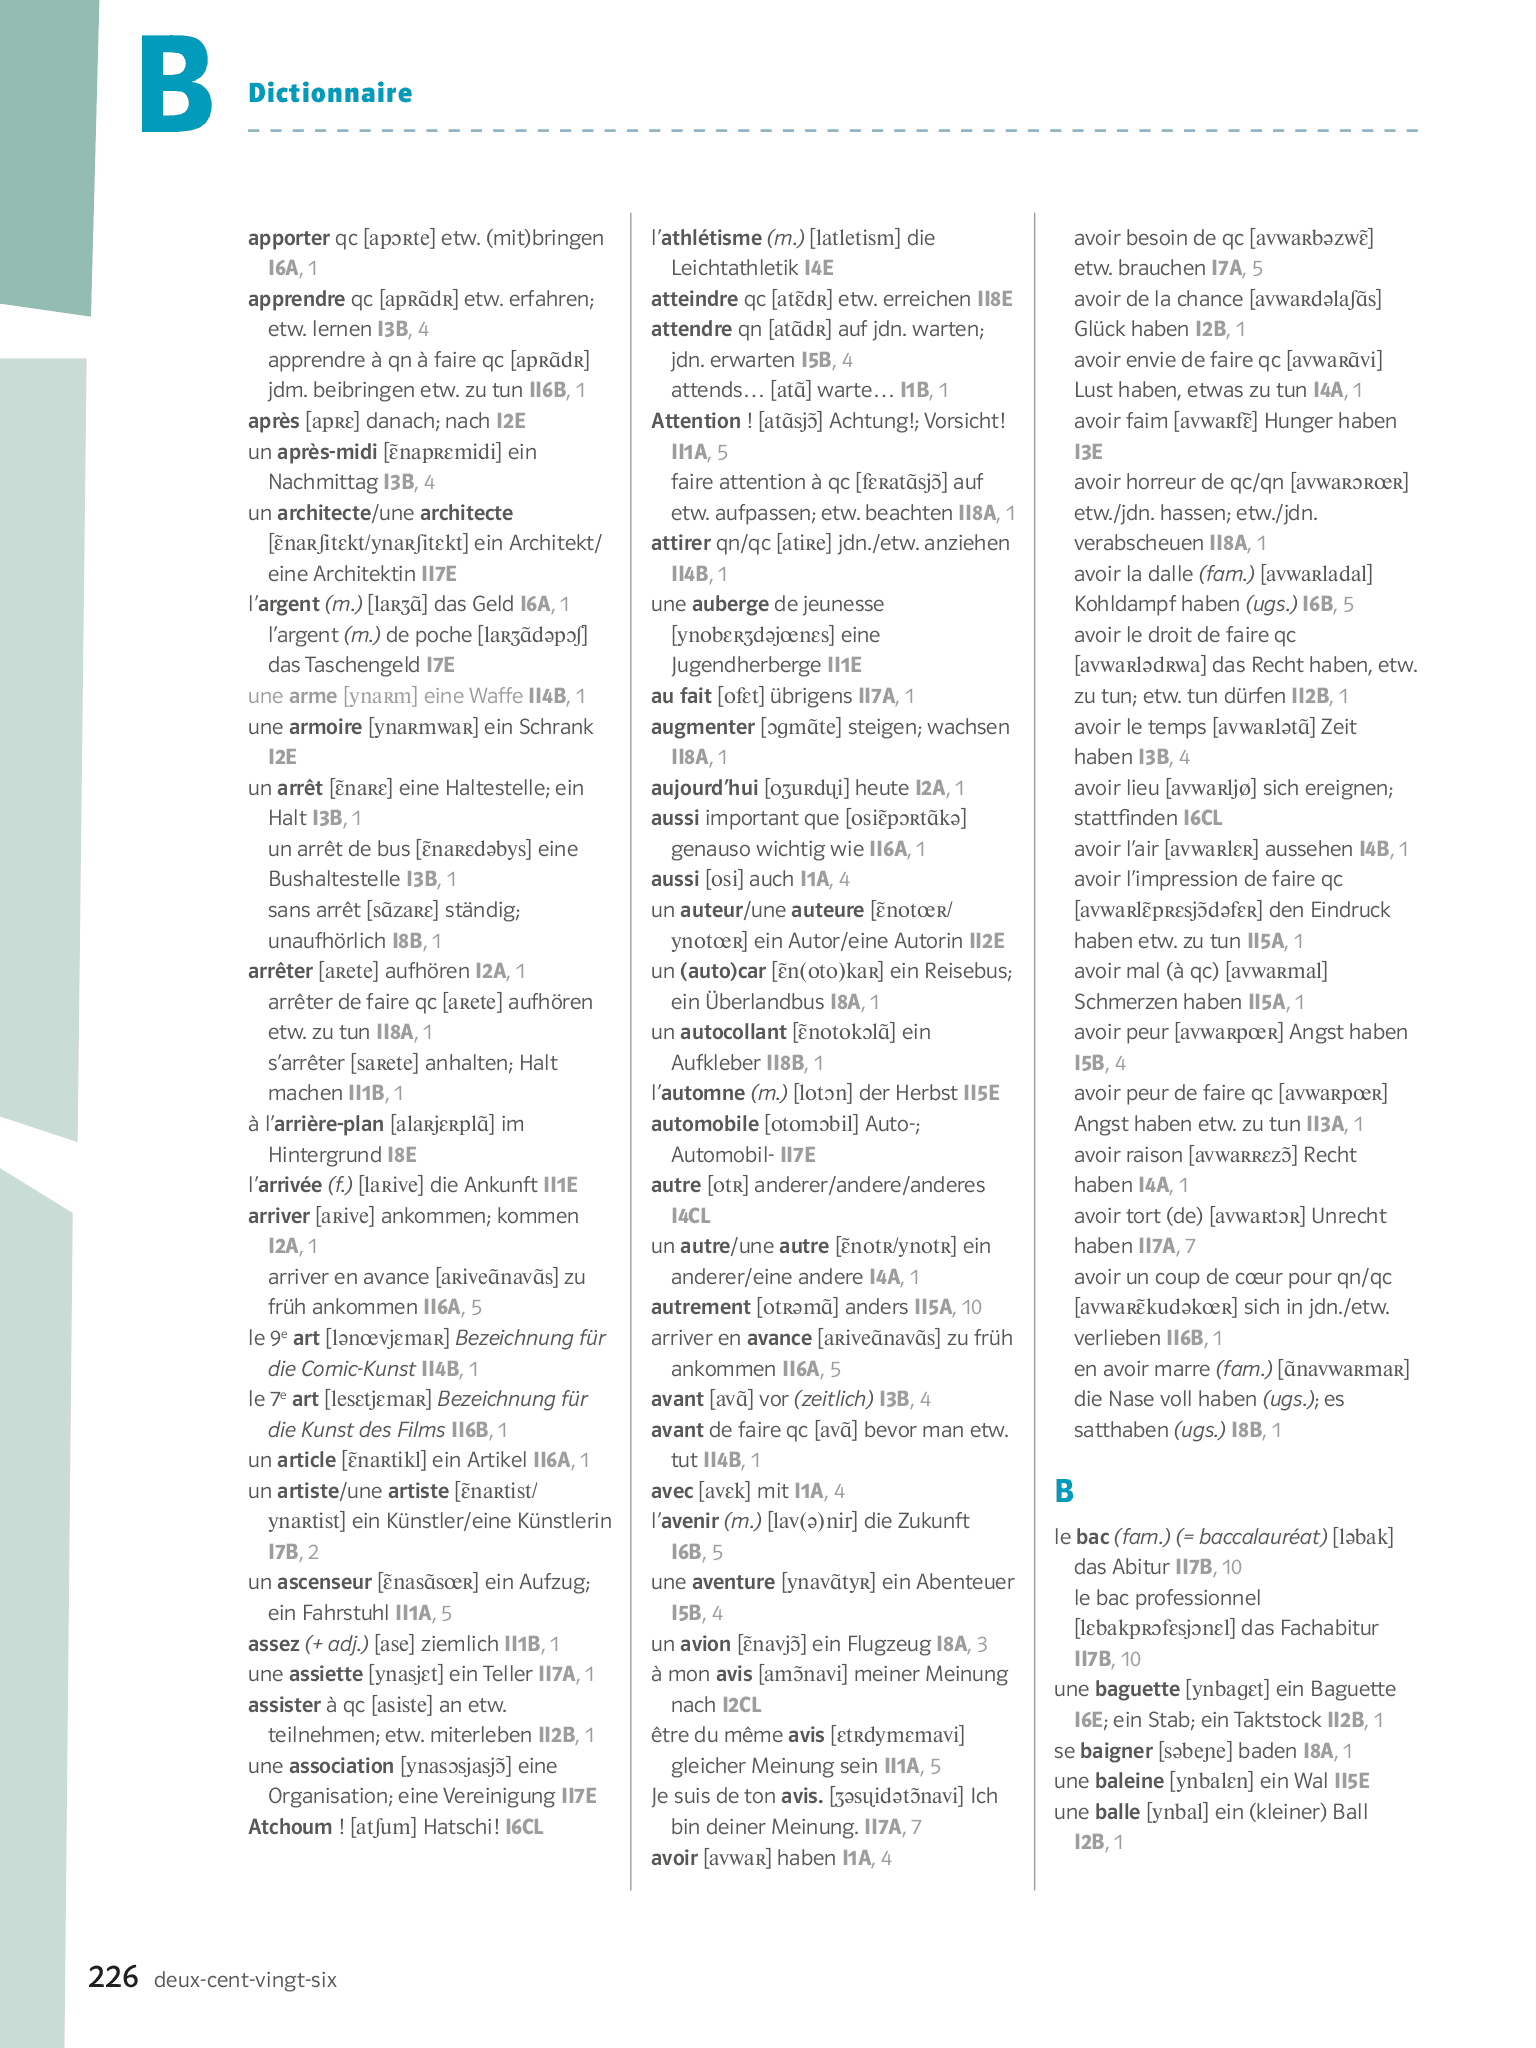 B
Dictionnaire
apporter qc [apɔʀte] etw. (mit)bringen
I6A, 1
apprendre qc [apʀɑ̃dʀ] etw. erfahren;
etw. lernen I3B, 4
apprendre à qn à faire qc [apʀɑ̃dʀ]
jdm. beibringen etw. zu tun II6B, 1
après [apʀɛ] danach; nach I2E
un après-midi [ɛ̃napʀɛmidi] ein
Nachmittag I3B, 4
un architecte/une architecte
[ɛ̃naʀʃitɛkt/ynaʀʃitɛkt] ein Architekt/
eine Architektin II7E
l’argent (m.) [laʀʒɑ̃] das Geld I6A, 1
l’argent (m.) de poche [laʀʒɑ̃dəpɔʃ]
das Taschengeld I7E
une arme [ynaʀm] eine Waffe II4B, 1
une armoire [ynaʀmwaʀ] ein Schrank
I2E
un arrêt [ɛ̃naʀɛ] eine Haltestelle; ein
Halt I3B, 1
un arrêt de bus [ɛ̃naʀɛdəbys] eine
Bushaltestelle I3B, 1
sans arrêt [sɑ̃zaʀɛ] ständig;
unaufhörlich I8B, 1
arrêter [aʀete] aufhören I2A, 1
arrêter de faire qc [aʀete] aufhören
etw. zu tun II8A, 1
s’arrêter [saʀete] anhalten; Halt
machen II1B, 1
à l’arrière-plan [alaʀjɛʀplɑ̃] im
Hintergrund I8E
l’arrivée (f.) [laʀive] die Ankunft II1E
arriver [aʀive] ankommen; kommen
I2A, 1
arriver en avance [aʀiveɑ̃navɑ̃s] zu
früh ankommen II6A, 5
le 9e art [lənœvjɛmaʀ] Bezeichnung für
die Comic-Kunst II4B, 1
le 7e art [lesɛtjɛmaʀ] Bezeichnung für
die Kunst des Films II6B, 1
un article [ɛ̃naʀtikl] ein Artikel II6A, 1
un artiste/une artiste [ɛ̃naʀtist/
ynaʀtist] ein Künstler/eine Künstlerin
I7B, 2
un ascenseur [ɛ̃nasɑ̃sœʀ] ein Aufzug;
ein Fahrstuhl II1A, 5
assez (+ adj.) [ase] ziemlich II1B, 1
une assiette [ynasjɛt] ein Teller II7A, 1
assister à qc [asiste] an etw.
teilnehmen; etw. miterleben II2B, 1
une association [ynasɔsjasjɔ̃] eine
Organisation; eine Vereinigung II7E
Atchoum ! [atʃum] Hatschi! I6CL
l’athlétisme (m.) [latletism] die
Leichtathletik I4E
atteindre qc [atɛ̃dʀ] etw. erreichen II8E
attendre qn [atɑ̃dʀ] auf jdn. warten;
jdn. erwarten I5B, 4
attends… [atɑ̃] warte… I1B, 1
Attention ! [atɑ̃sjɔ̃] Achtung!; Vorsicht!
II1A, 5
faire attention à qc [fɛʀatɑ̃sjɔ̃] auf
etw. aufpassen; etw. beachten II8A, 1
attirer qn/qc [atiʀe] jdn./etw. anziehen
II4B, 1
une auberge de jeunesse
[ynobɛʀʒdəjœnɛs] eine
Jugendherberge II1E
au fait [ofɛt] übrigens II7A, 1
augmenter [ɔgmɑ̃te] steigen; wachsen
II8A, 1
aujourd’hui [oʒuʀdɥi] heute I2A, 1
aussi important que [osiɛ̃pɔʀtɑ̃kə]
genauso wichtig wie II6A, 1
aussi [osi] auch I1A, 4
un auteur/une auteure [ɛ̃notœʀ/
ynotœʀ] ein Autor/eine Autorin II2E
un (auto)car [ɛ̃n(oto)kaʀ] ein Reisebus;
ein Überlandbus I8A, 1
un autocollant [ɛ̃notokɔlɑ̃] ein
Aufkleber II8B, 1
l’automne (m.) [lotɔn] der Herbst II5E
automobile [otomɔbil] Auto-;
Automobil- II7E
autre [otʀ] anderer/andere/anderes
I4CL
un autre/une autre [ɛ̃notʀ/ynotʀ] ein
anderer/eine andere I4A, 1
autrement [otʀəmɑ̃] anders II5A, 10
arriver en avance [aʀiveɑ̃navɑ̃s] zu früh
ankommen II6A, 5
avant [avɑ̃] vor (zeitlich) I3B, 4
avant de faire qc [avɑ̃] bevor man etw.
tut II4B, 1
avec [avɛk] mit I1A, 4
l’avenir (m.) [lav(ə)nir] die Zukunft
I6B, 5
une aventure [ynavɑ̃tyʀ] ein Abenteuer
I5B, 4
un avion [ɛ̃navjɔ̃] ein Flugzeug I8A, 3
à mon avis [amɔ̃navi] meiner Meinung
nach I2CL
être du même avis [ɛtʀdymɛmavi]
gleicher Meinung sein II1A, 5
Je suis de ton avis. [ʒəsɥidətɔ̃navi] Ich
bin deiner Meinung. II7A, 7
avoir [avwaʀ] haben I1A, 4
avoir besoin de qc [avwaʀbəzwɛ̃]
etw. brauchen I7A, 5
avoir de la chance [avwaʀdəlaʃɑ̃s]
Glück haben I2B, 1
avoir envie de faire qc [avwaʀɑ̃vi]
Lust haben, etwas zu tun I4A, 1
avoir faim [avwaʀfɛ̃] Hunger haben
I3E
avoir horreur de qc/qn [avwaʀɔʀœʀ]
etw./jdn. hassen; etw./jdn.
verabscheuen II8A, 1
avoir la dalle (fam.) [avwaʀladal]
Kohldampf haben (ugs.) I6B, 5
avoir le droit de faire qc
[avwaʀlədʀwa] das Recht haben, etw.
zu tun; etw. tun dürfen II2B, 1
avoir le temps [avwaʀlətɑ̃] Zeit
haben I3B, 4
avoir lieu [avwaʀljø] sich ereignen;
stattfinden I6CL
avoir l’air [avwaʀlɛʀ] aussehen I4B, 1
avoir l’impression de faire qc
[avwaʀlɛ̃pʀɛsjɔ̃dəfɛʀ] den Eindruck
haben etw. zu tun II5A, 1
avoir mal (à qc) [avwaʀmal]
Schmerzen haben II5A, 1
avoir peur [avwaʀpœʀ] Angst haben
I5B, 4
avoir peur de faire qc [avwaʀpœʀ]
Angst haben etw. zu tun II3A, 1
avoir raison [avwaʀʀɛzɔ̃] Recht
haben I4A, 1
avoir tort (de) [avwaʀtɔʀ] Unrecht
haben II7A, 7
avoir un coup de cœur pour qn/qc
[avwaʀɛ̃kudəkœʀ] sich in jdn./etw.
verlieben II6B, 1
en avoir marre (fam.) [ɑ̃navwaʀmaʀ]
die Nase voll haben (ugs.); es
satthaben (ugs.) I8B, 1
B
le bac (fam.) (= baccalauréat) [ləbak]
das Abitur II7B, 10
le bac professionnel
[lɛbakpʀɔfɛsjɔnɛl] das Fachabitur
II7B, 10
une baguette [ynbagɛt] ein Baguette
I6E; ein Stab; ein Taktstock II2B, 1
se baigner [səbeɲe] baden I8A, 1
une baleine [ynbalɛn] ein Wal II5E
une balle [ynbal] ein (kleiner) Ball
I2B, 1
226 deux-cent-vingt-six